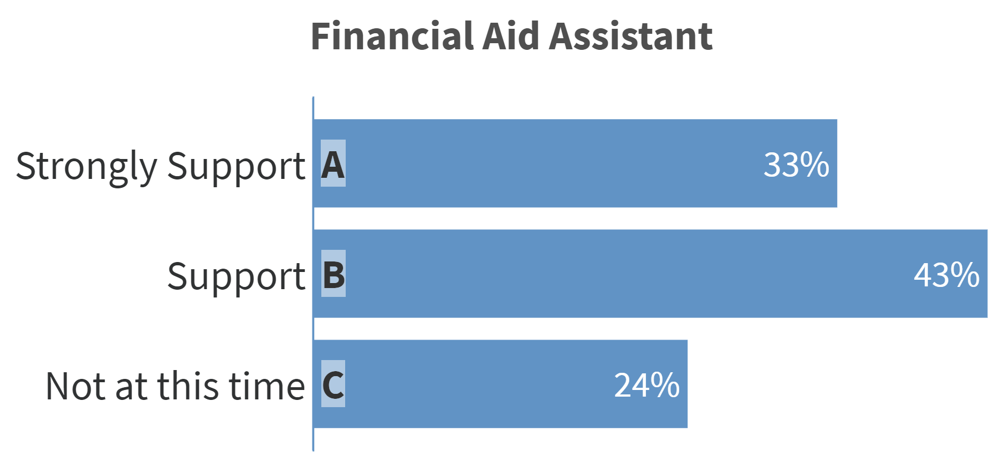 Financial Aid Assistant
Strongly Support A 33%
Support B 43%
Not at this time C 24%